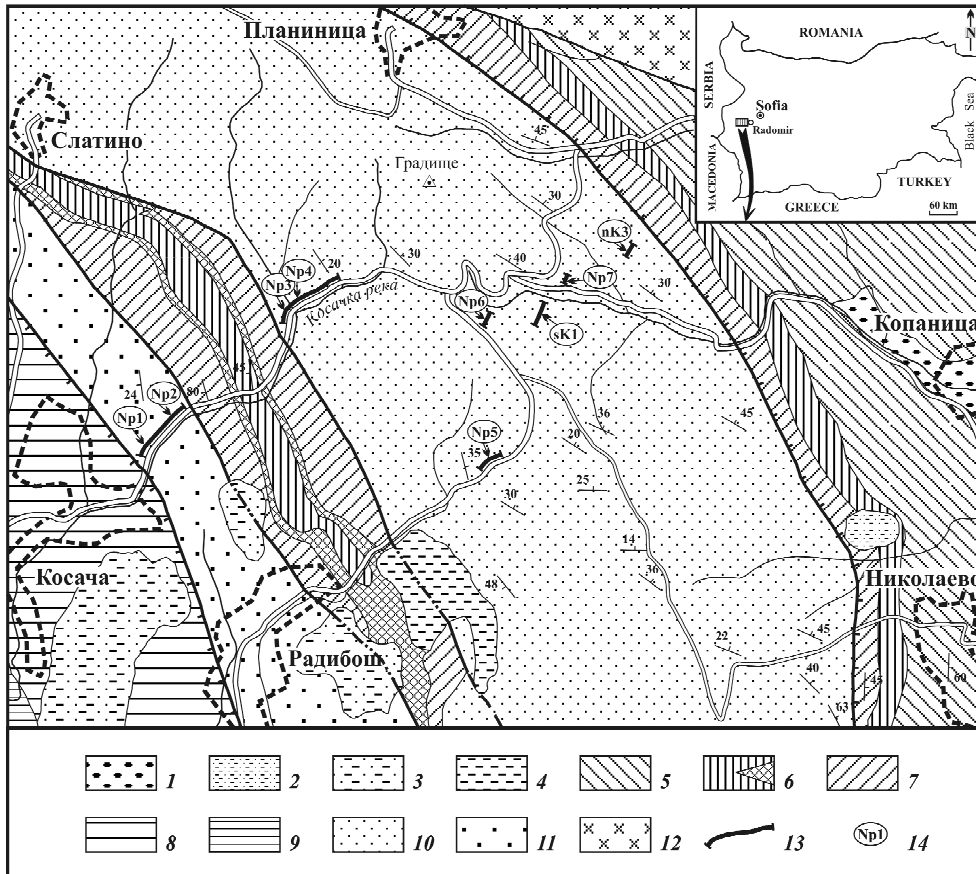 Планиница
Слатино
Градище
Косачка река
Копаница
Николаево
Косача
Радибош
ROMANIA
N
SERBIA
Sofia
Radomir
Black Sea
MACEDONIA
TURKEY
GREECE
60 km
45
30
nK3
20
30
40
Np4
Np3
Np7
30
Np6
sK1
45
24
80
Np2
Np1
36
45
20
Np5
35
25
30
14
36
48
22
45
40
45
60
63
1
2
3
4
5
6
7
8
9
10
11
12
13
Np1
14